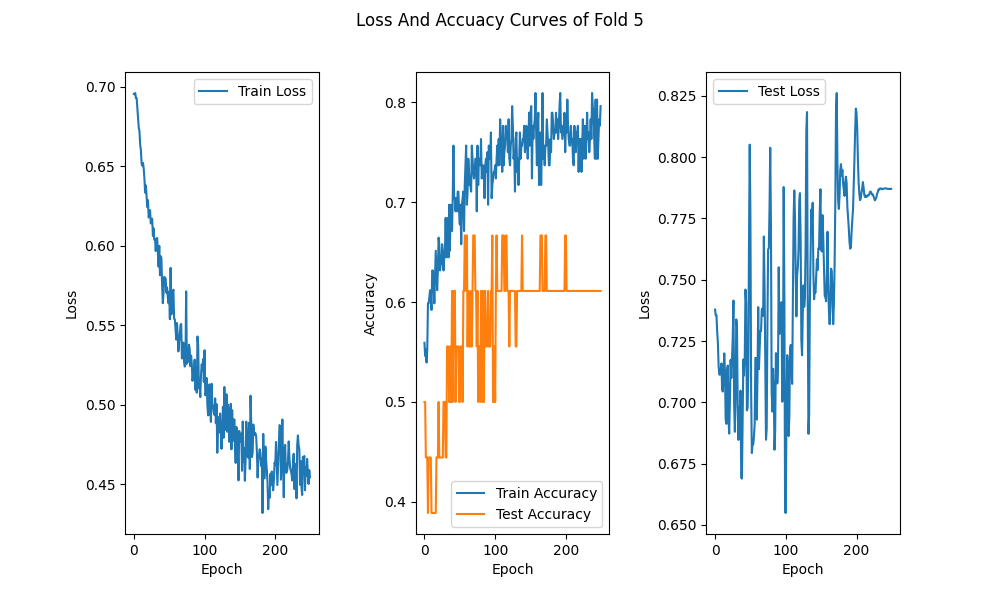 Loss And Accuacy Curves of Fold 5
Train Loss
0.70
0.65
0.60
0.55
0.50
0.45
Loss
0
100
200
Epoch
0.8
0.7
0.6
0.5
0.4
Accuracy
Train Accuracy
Test Accuracy
0
100
200
Epoch
Test Loss
0.825
0.800
0.775
0.750
0.725
0.700
0.675
0.650
Loss
0
100
200
Epoch